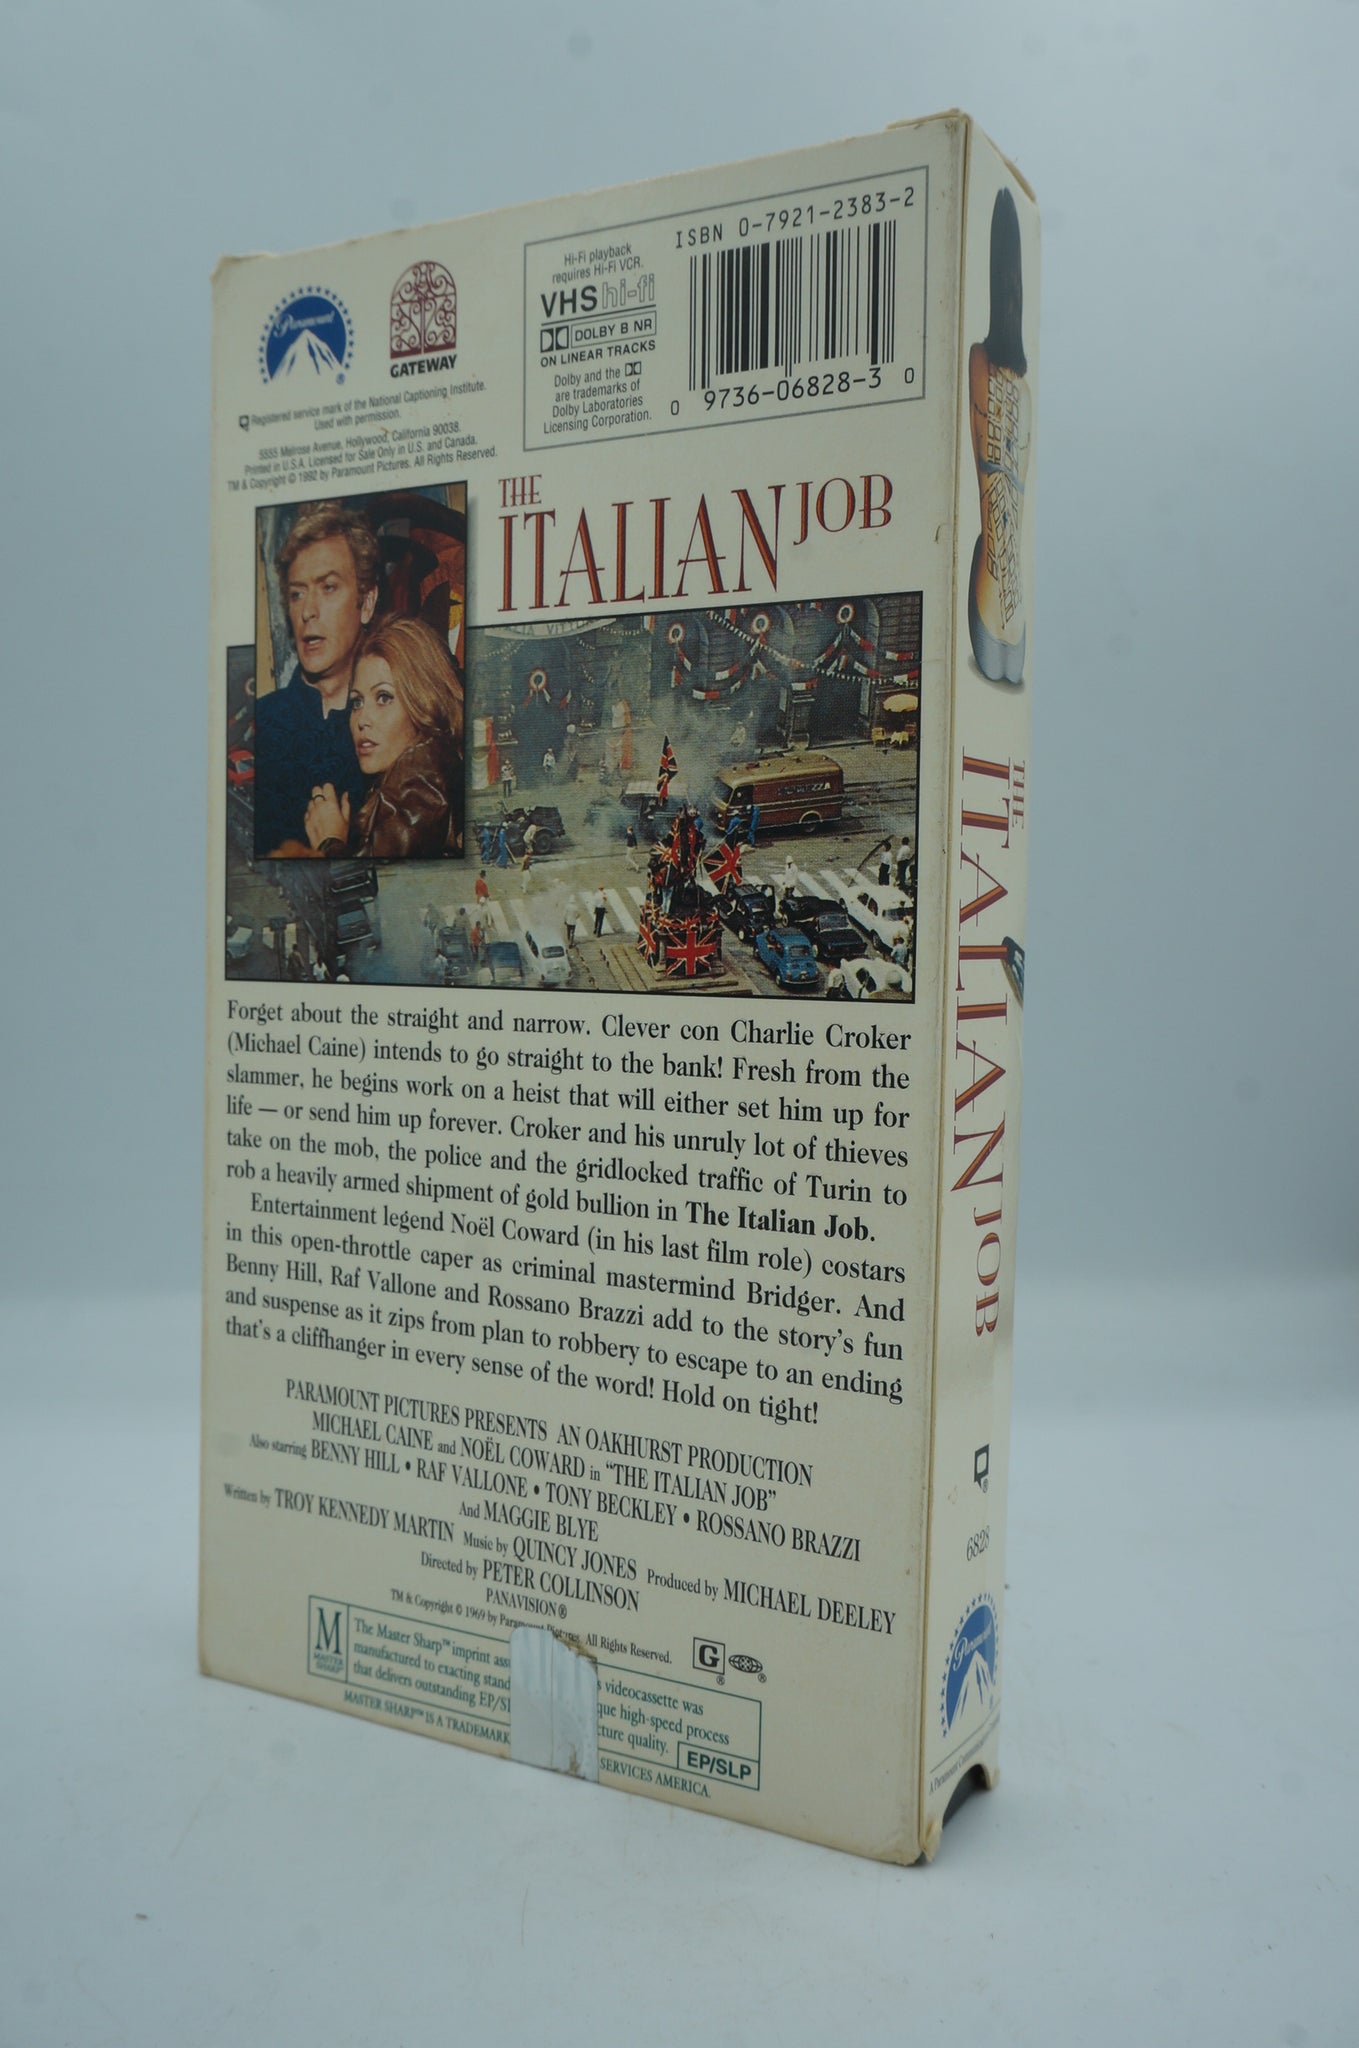 Paramount
®
GATEWAY
Registered service mark of the National Captioning Institute.
Used with permission.
5555 Melrose Avenue, Hollywood, California 90038.
Printed in U.S.A. Licensed for Sale Only in U.S. and Canada.
TM & Copyright © 1992 by Paramount Pictures. All Rights Reserved.
Hi-Fi playback
requires Hi-Fi VCR.
VHS hi-fi
DOLBY B NR
ON LINEAR TRACKS
Dolby and the
are trademarks of
Dolby Laboratories
Licensing Corporation.
ISBN 0-7921-2383-2
0 9736-06828-3 0
THE
ITALIAN JOB
Forget about the straight and narrow. Clever con Charlie Croker
(Michael Caine) intends to go straight to the bank! Fresh from the
slammer, he begins work on a heist that will either set him up for
life — or send him up forever. Croker and his unruly lot of thieves
take on the mob, the police and the gridlocked traffic of Turin to
rob a heavily armed shipment of gold bullion in The Italian Job.
Entertainment legend Noël Coward (in his last film role) costars
in this open-throttle caper as criminal mastermind Bridger. And
Benny Hill, Raf Vallone and Rossano Brazzi add to the story's fun
and suspense as it zips from plan to robbery to escape to an ending
that's a cliffhanger in every sense of the word! Hold on tight!
PARAMOUNT PICTURES PRESENTS AN OAKHURST PRODUCTION
MICHAEL CAINE and NOËL COWARD in "THE ITALIAN JOB"
Also starring BENNY HILL • RAF VALLONE • TONY BECKLEY • ROSSANO BRAZZI
And MAGGIE BLYE
Written by TROY KENNEDY MARTIN Music by QUINCY JONES Produced by MICHAEL DEELEY
Directed by PETER COLLINSON
PANAVISION®
TM & Copyright © 1969 by Paramount Pictures. All Rights Reserved.
G ®
®
M
MASTER
SHARP
The Master Sharp™ imprint ass s videocassette was
manufactured to exacting stand que high-speed process
that delivers outstanding EP/S cture quality.
EP/SLP
MASTER SHARP™ IS A TRADEMARK SERVICES AMERICA.
THE
ITALIAN JOB
®
6828
Paramount